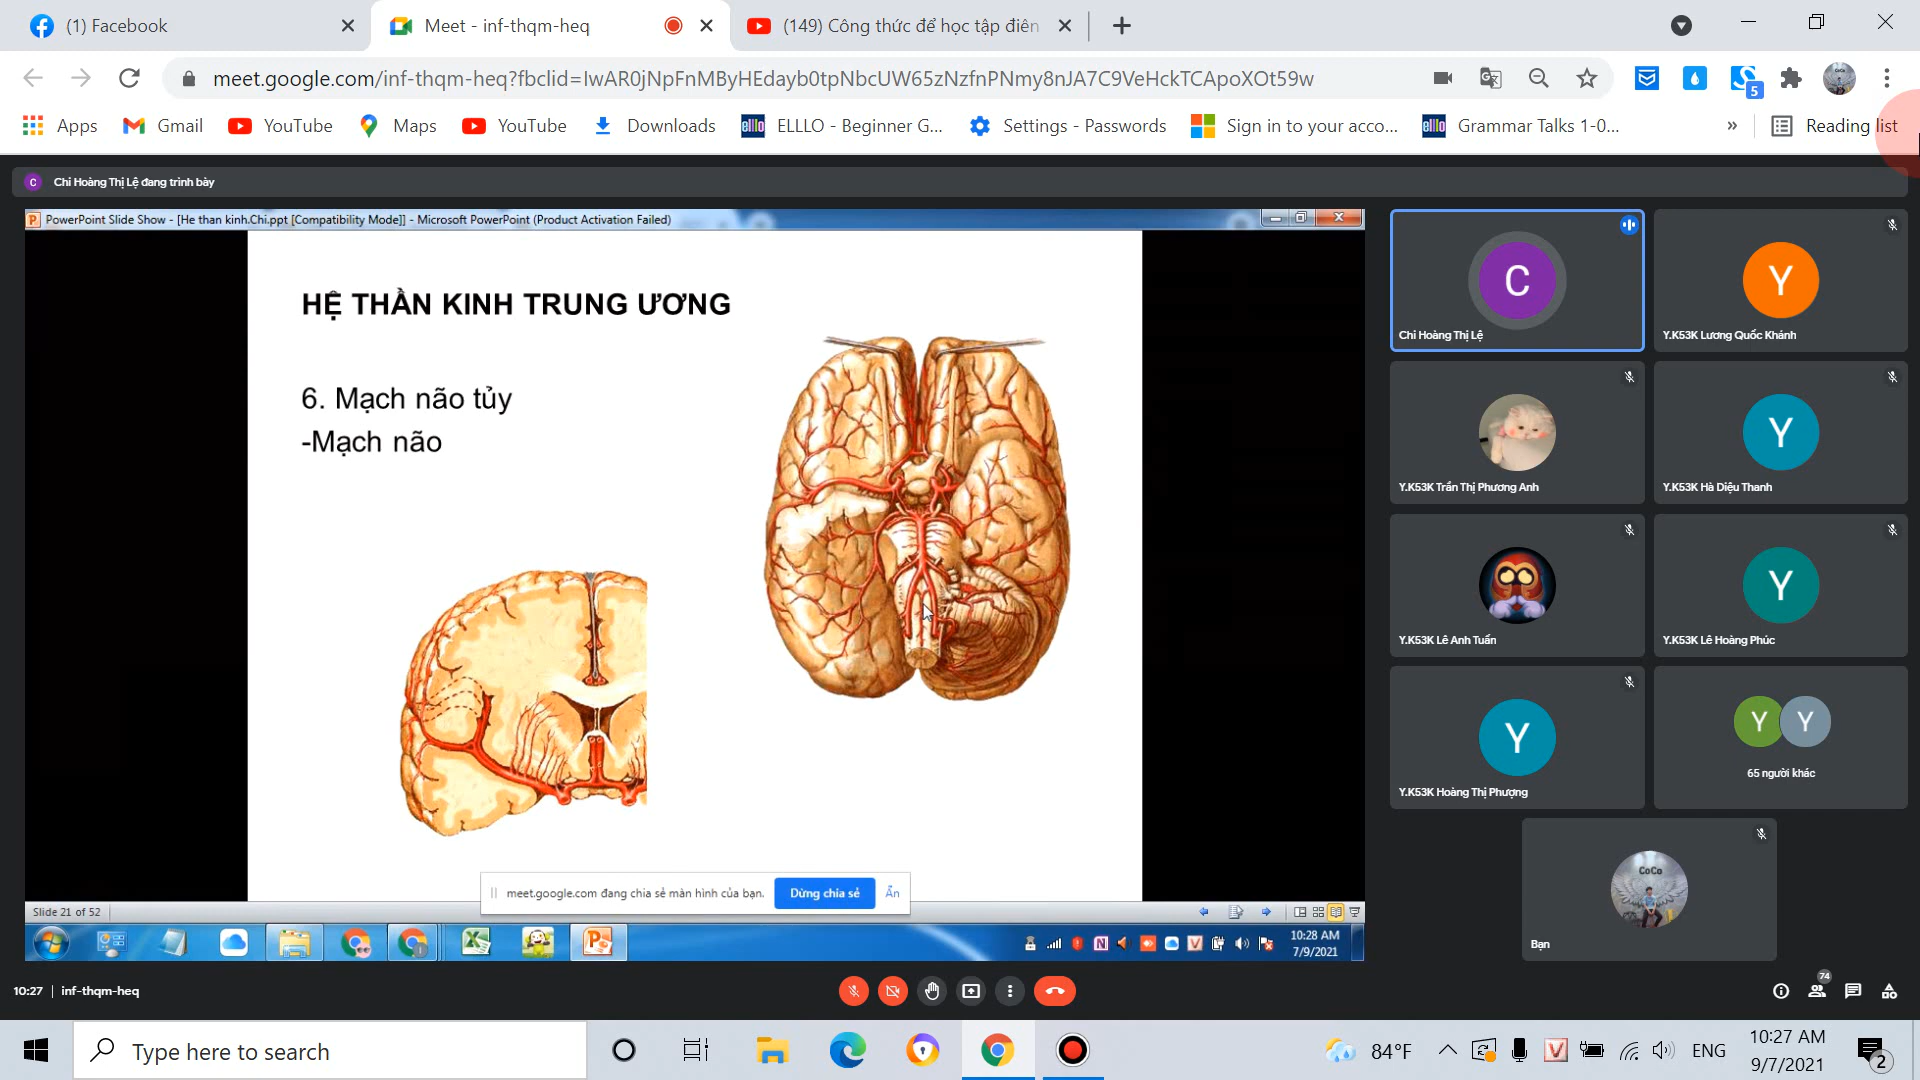 (1) Facebook
Meet - inf-thqm-heq
(149) Công thức để học tập điên
meet.google.com/inf-thqm-heq?fbclid=IwAR0jNpFnMByHEdayb0tpNbcUW65zNzfnPNmy8nJA7C9VeHckTCApoXOt59w
5
Apps
Gmail
YouTube
Maps
YouTube
Downloads
elllo
ELLLO - Beginner G...
Settings - Passwords
Sign in to your acco...
elllo
Grammar Talks 1-0...
»
Reading list
C
Chi Hoàng Thị Lệ đang trình bày
PowerPoint Slide Show - [He than kinh.Chi.ppt [Compatibility Mode]] - Microsoft PowerPoint (Product Activation Failed)
HỆ THẦN KINH TRUNG ƯƠNG
6. Mạch não tủy
-Mạch não
meet.google.com đang chia sẻ màn hình của bạn.
Dừng chia sẻ
Ẩn
Slide 21 of 52
10:28 AM
7/9/2021
C
Chi Hoàng Thị Lệ
Y
Y.K53K Lương Quốc Khánh
Y.K53K Trần Thị Phương Anh
Y
Y.K53K Hà Diệu Thanh
Y.K53K Lê Anh Tuấn
Y
Y.K53K Lê Hoàng Phúc
Y
Y.K53K Hoàng Thị Phượng
Y
Y
65 người khác
CoCo
Bạn
10:27 | inf-thqm-heq
74
Type here to search
84°F
ENG
10:27 AM
9/7/2021
2